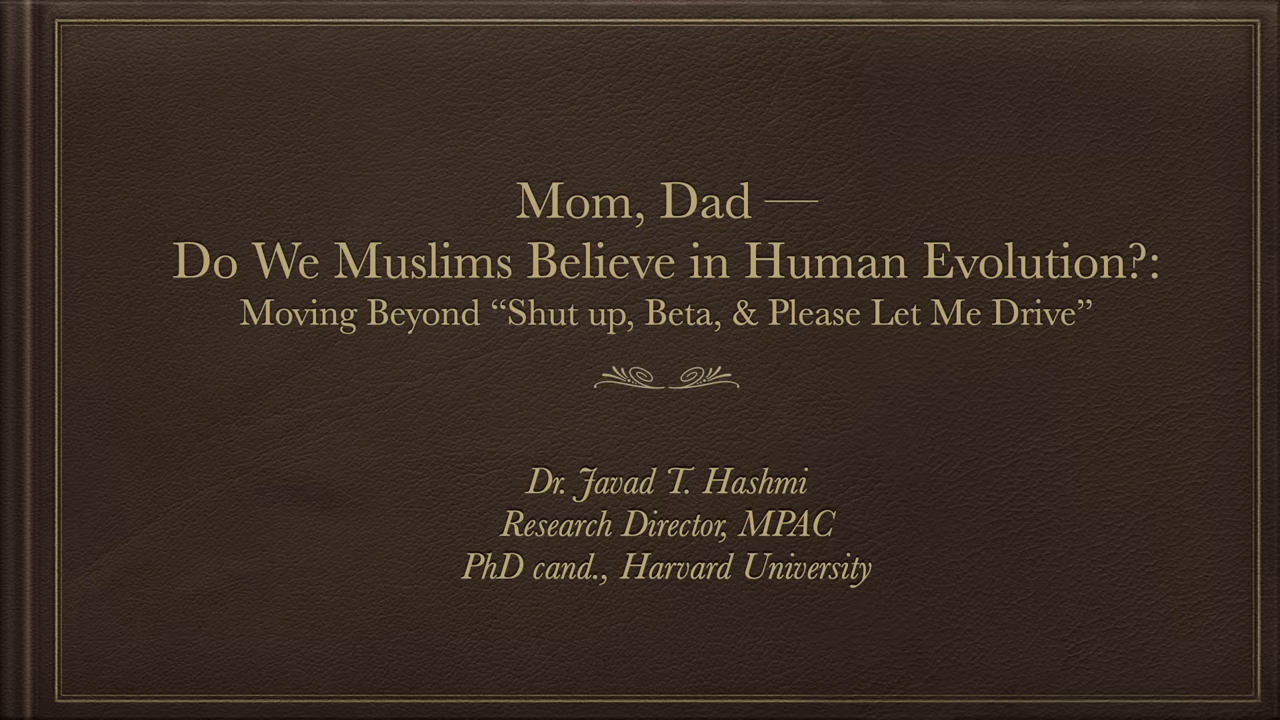 Mom, Dad —
Do We Muslims Believe in Human Evolution?:
Moving Beyond “Shut up, Beta, & Please Let Me Drive”
Dr. Javad T. Hashmi
Research Director, MPAC
PhD cand., Harvard University